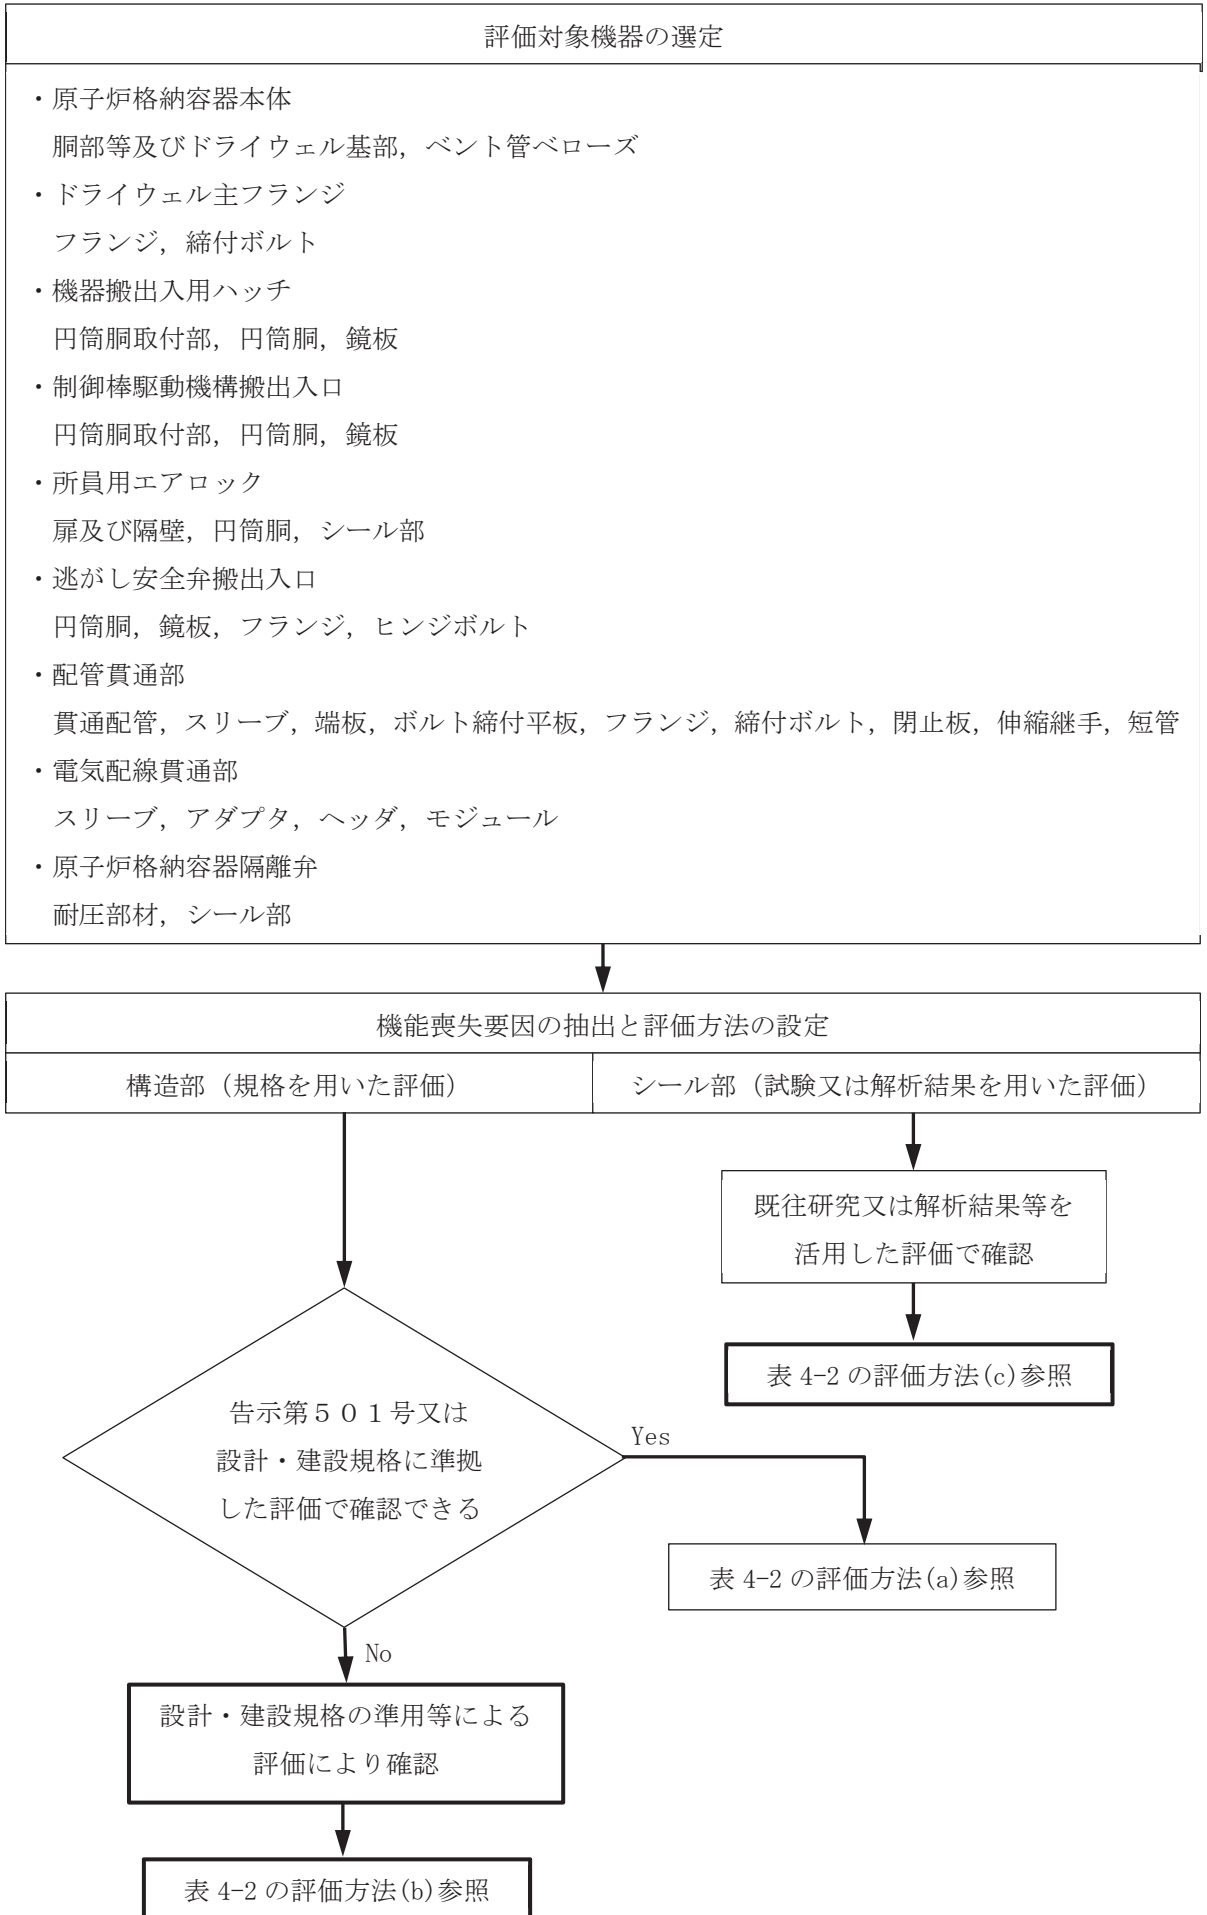 評価対象機器の選定
・原子炉格納容器本体
胴部等及びドライウェル基部，ベント管ベローズ
・ドライウェル主フランジ
フランジ，締付ボルト
・機器搬出入用ハッチ
円筒胴取付部，円筒胴，鏡板
・制御棒駆動機構搬出入口
円筒胴取付部，円筒胴，鏡板
・所員用エアロック
扉及び隔壁，円筒胴，シール部
・逃がし安全弁搬出入口
円筒胴，鏡板，フランジ，ヒンジボルト
・配管貫通部
貫通配管，スリーブ，端板，ボルト締付平板，フランジ，締付ボルト，閉止板，伸縮継手，短管
・電気配線貫通部
スリーブ，アダプタ，ヘッダ，モジュール
・原子炉格納容器隔離弁
耐圧部材，シール部
機能喪失要因の抽出と評価方法の設定
構造部（規格を用いた評価）
シール部（試験又は解析結果を用いた評価）
既往研究又は解析結果等を
活用した評価で確認
表 4-2 の評価方法(c)参照
告示第５０１号又は
設計・建設規格に準拠
した評価で確認できる
Yes
表 4-2 の評価方法(a)参照
No
設計・建設規格の準用等による
評価により確認
表 4-2 の評価方法(b)参照